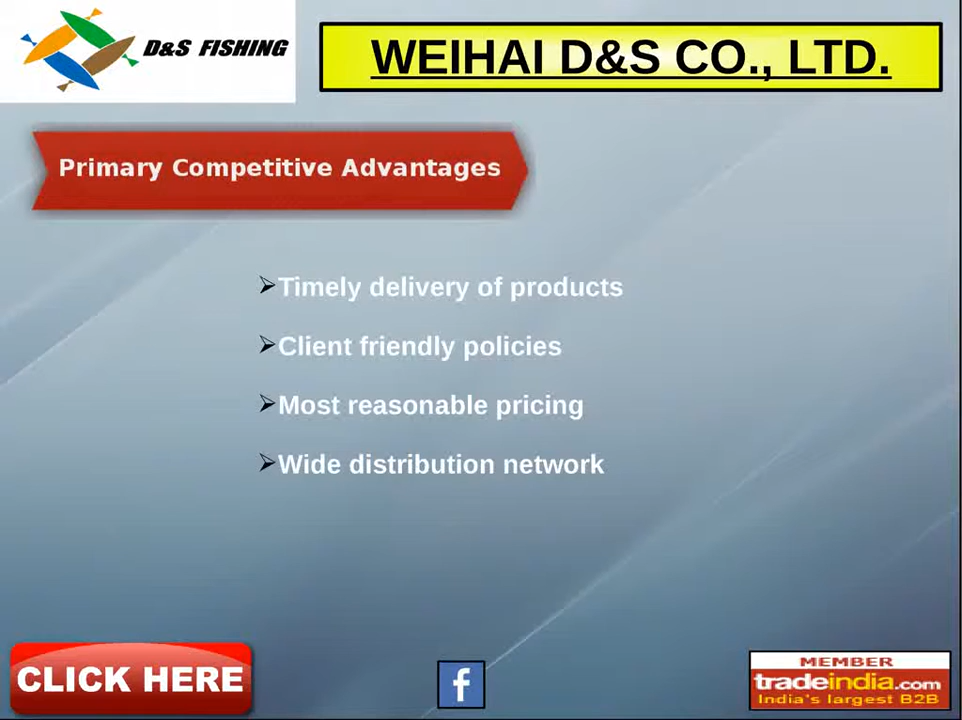 D&S FISHING
WEIHAI D&S CO., LTD.
Primary Competitive Advantages
➢Timely delivery of products
➢Client friendly policies
➢Most reasonable pricing
➢Wide distribution network
CLICK HERE
f
MEMBER
tradeindia.com
India's largest B2B